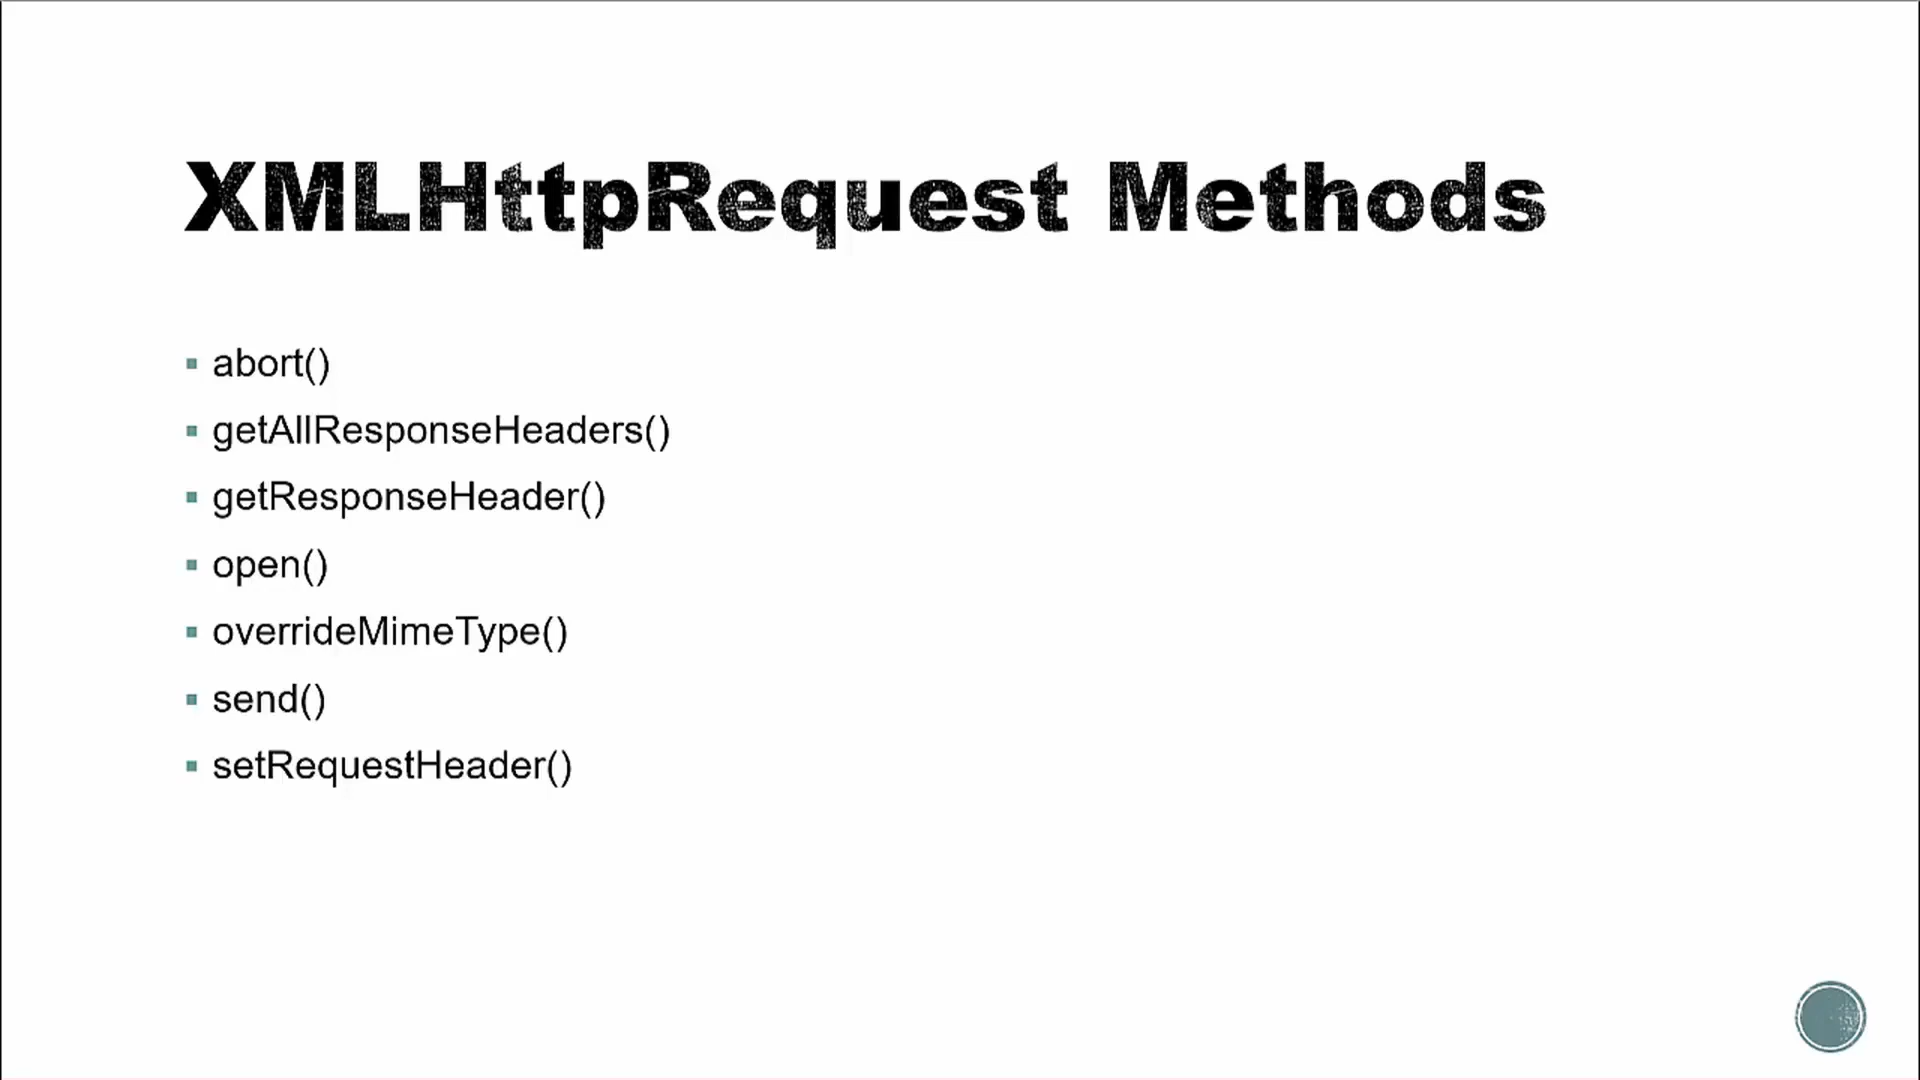 XMLHttpRequest Methods
abort()
getAllResponseHeaders()
getResponseHeader()
open()
overrideMimeType()
send()
setRequestHeader()